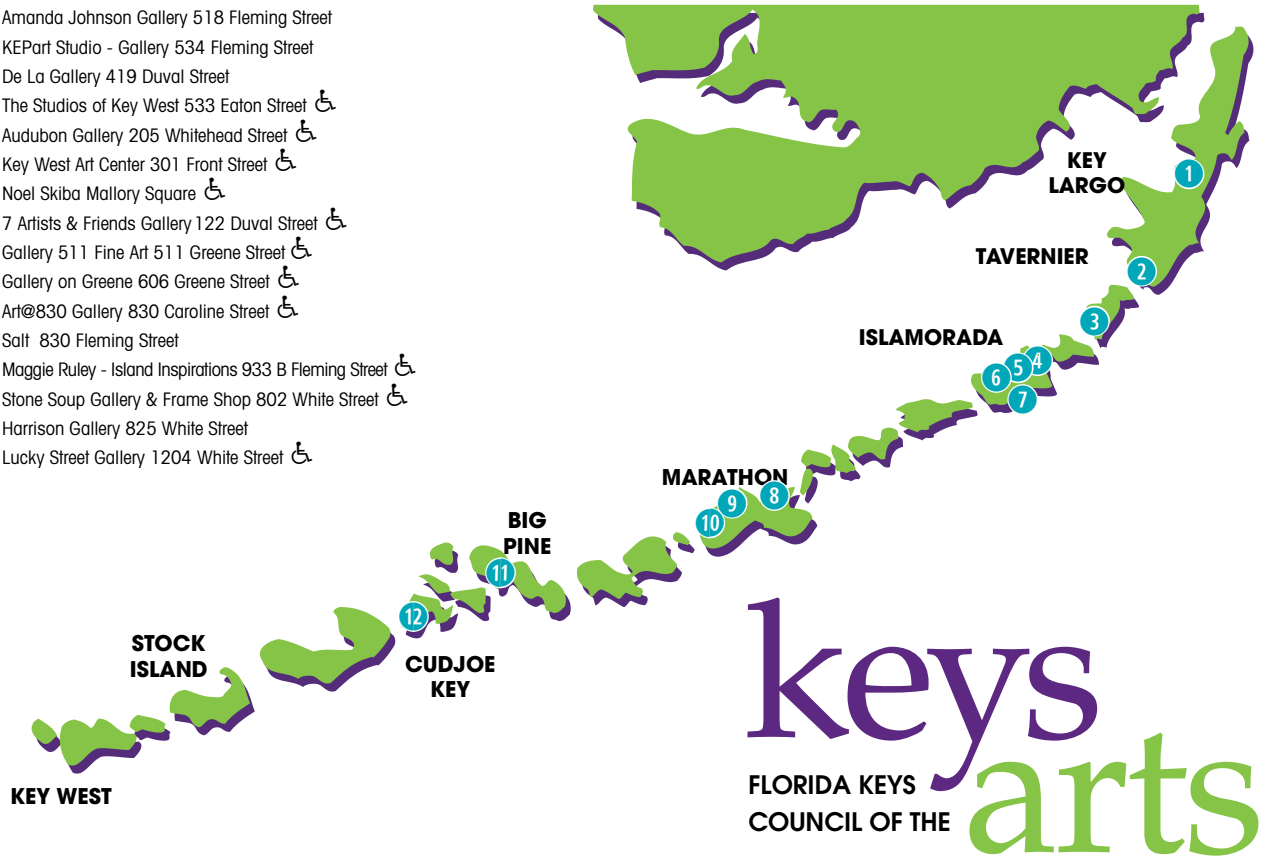 Amanda Johnson Gallery 518 Fleming Street
KEPart Studio - Gallery 534 Fleming Street
De La Gallery 419 Duval Street
The Studios of Key West 533 Eaton Street
Audubon Gallery 205 Whitehead Street
Key West Art Center 301 Front Street
Noel Skiba Mallory Square
7 Artists & Friends Gallery 122 Duval Street
Gallery 511 Fine Art 511 Greene Street
Gallery on Greene 606 Greene Street
Art@830 Gallery 830 Caroline Street
Salt 830 Fleming Street
Maggie Ruley - Island Inspirations 933 B Fleming Street
Stone Soup Gallery & Frame Shop 802 White Street
Harrison Gallery 825 White Street
Lucky Street Gallery 1204 White Street
KEY
LARGO
1
TAVERNIER
2
3
ISLAMORADA
4
5
6
7
MARATHON
8
9
10
BIG
PINE
11
12
CUDJOE
KEY
STOCK
ISLAND
KEY WEST
keys
FLORIDA KEYS
COUNCIL OF THE
arts